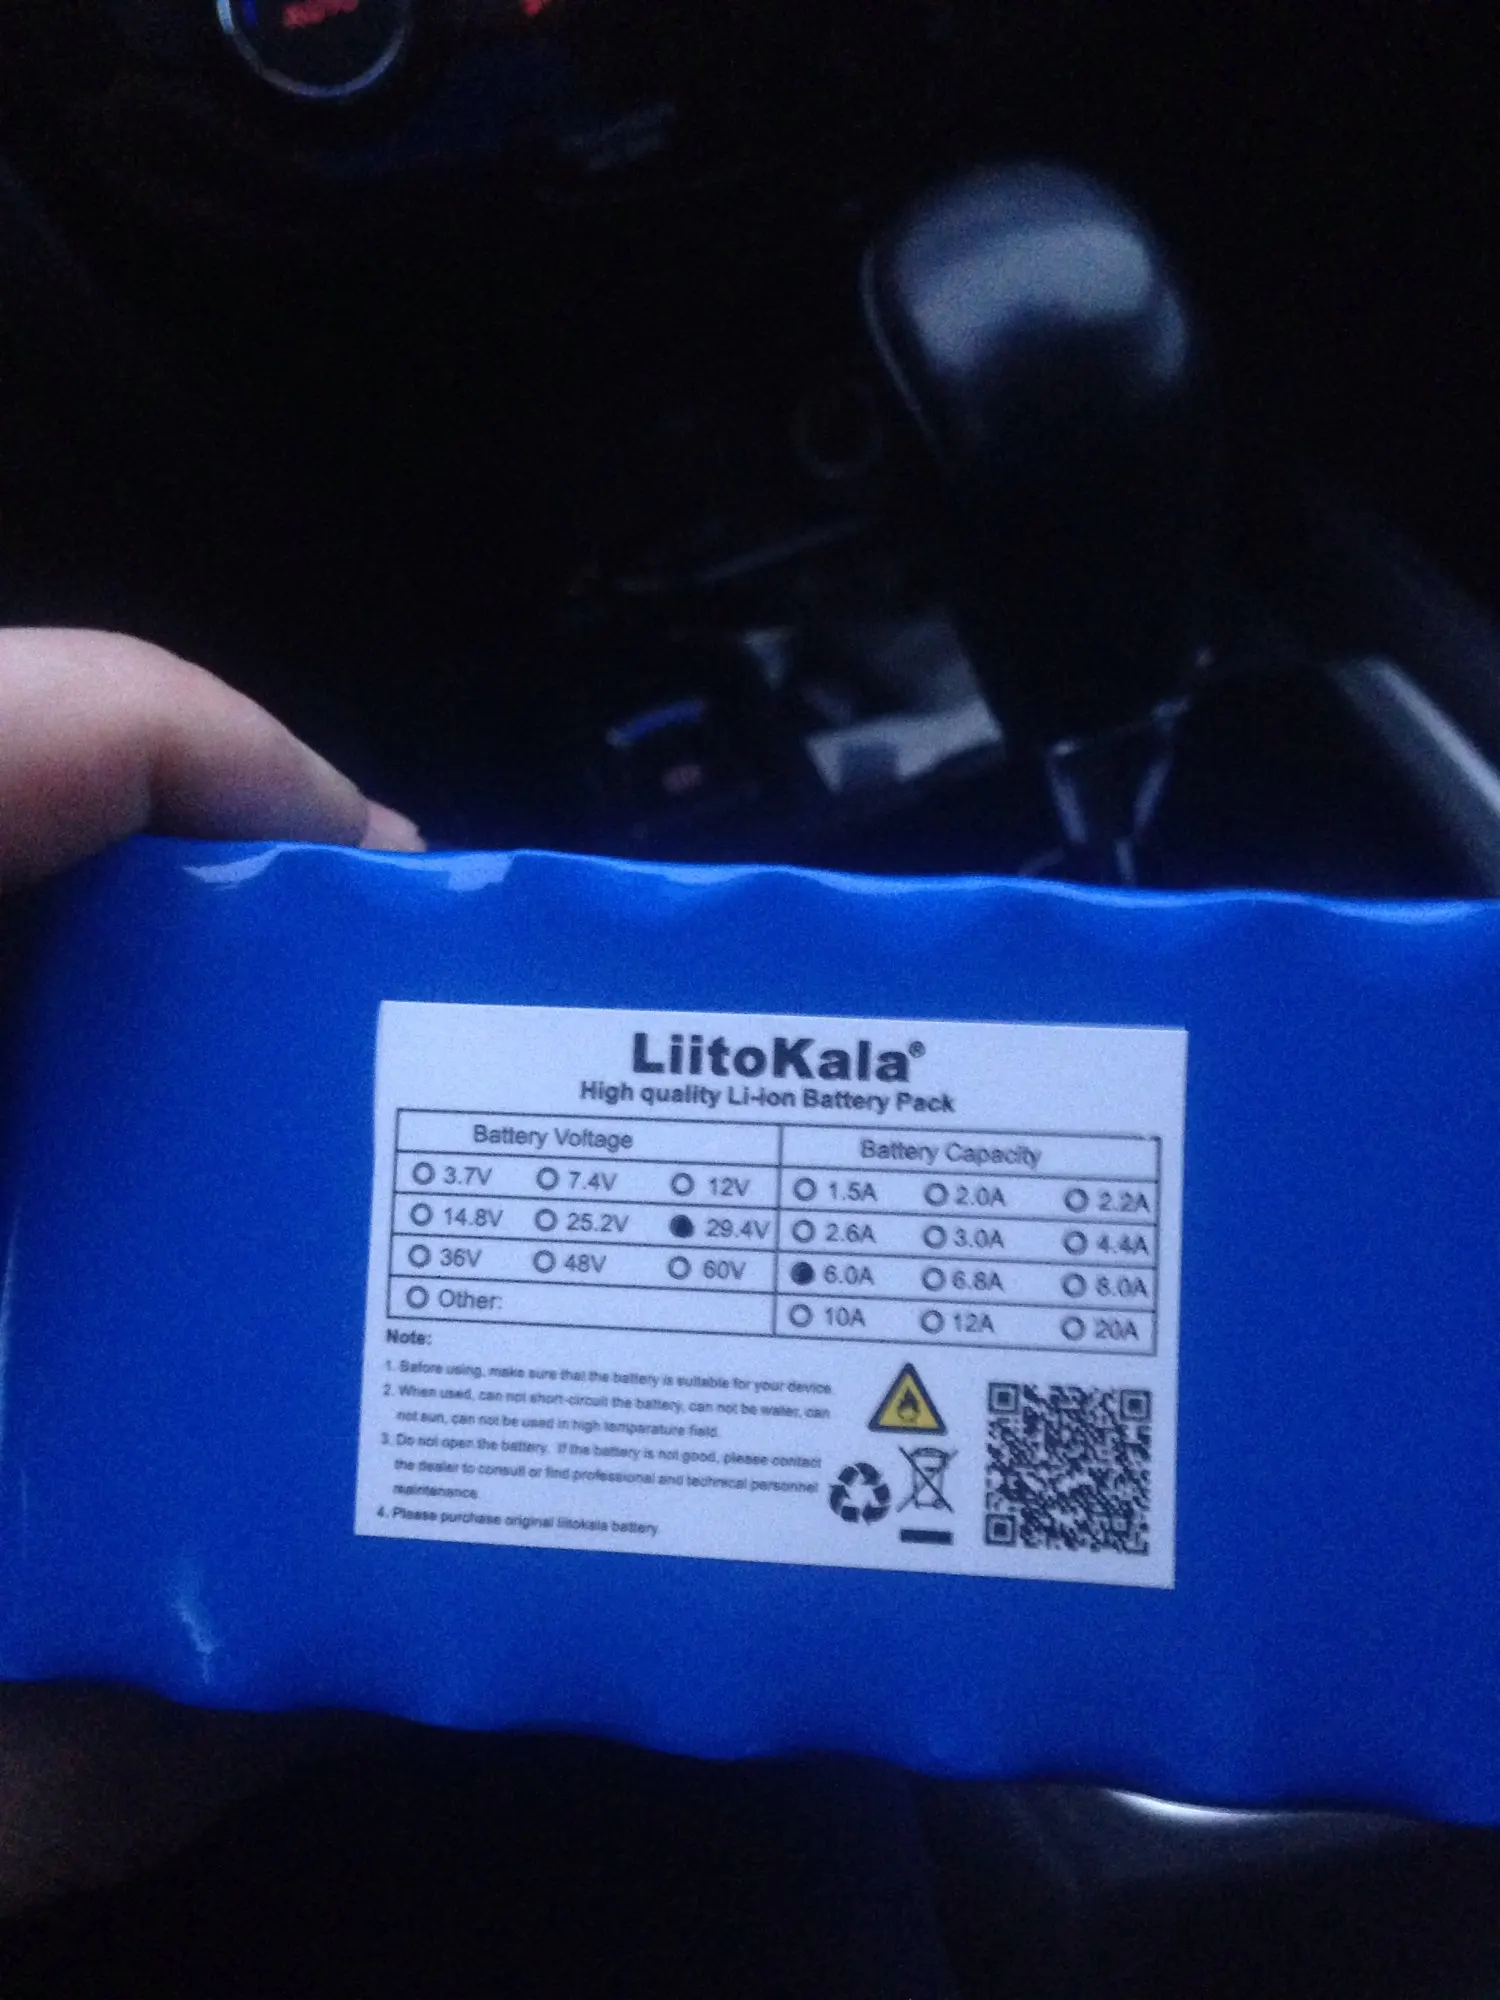 LiitoKala®
High quality Li-ion Battery Pack
Battery Voltage Battery Capacity
3.7V 7.4V 12V 1.5A 2.0A 2.2A
14.8V 25.2V 29.4V 2.6A 3.0A 4.4A
36V 48V 60V 6.0A 6.8A 8.0A
Other: 10A 12A 20A
Note:
1. Before using, make sure that the battery is suitable for your device.
2. When used, can not short-circuit the battery, can not be water, can
not sun, can not be used in high temperature field.
3. Do not open the battery. If the battery is not good, please contact
the dealer to consult or find professional and technical personnel
maintenance.
4. Please purchase original liitokala battery.
AUTO